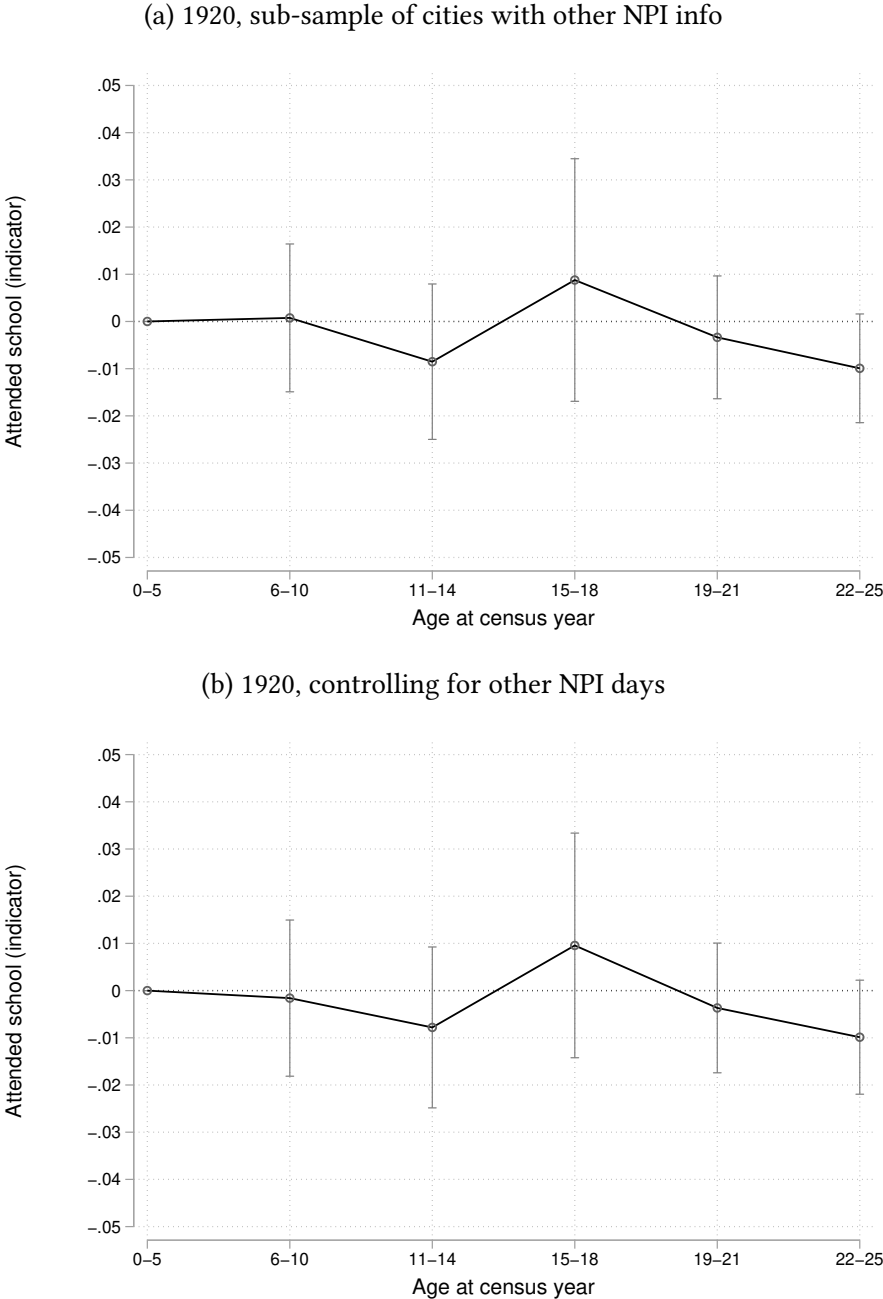 (a) 1920, sub-sample of cities with other NPI info
.05
.04
.03
.02
.01
0
−.01
−.02
−.03
−.04
−.05
Attended school (indicator)
0−5 6−10 11−14 15−18 19−21 22−25
Age at census year
(b) 1920, controlling for other NPI days
.05
.04
.03
.02
.01
0
−.01
−.02
−.03
−.04
−.05
Attended school (indicator)
0−5 6−10 11−14 15−18 19−21 22−25
Age at census year